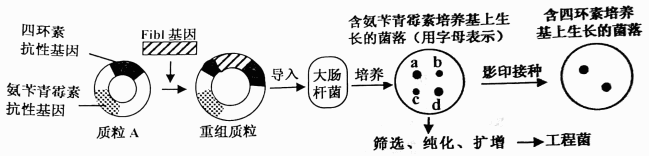 四环素
抗性基因
氨苄青霉素
抗性基因
质粒 A
Fibl 基因
重组质粒
导入
大肠
杆菌
培养
含氨苄青霉素培养基上生
长的菌落（用字母表示）
a b
c d
影印接种
含四环素培养
基上生长的菌落
筛选、纯化、扩增
工程菌